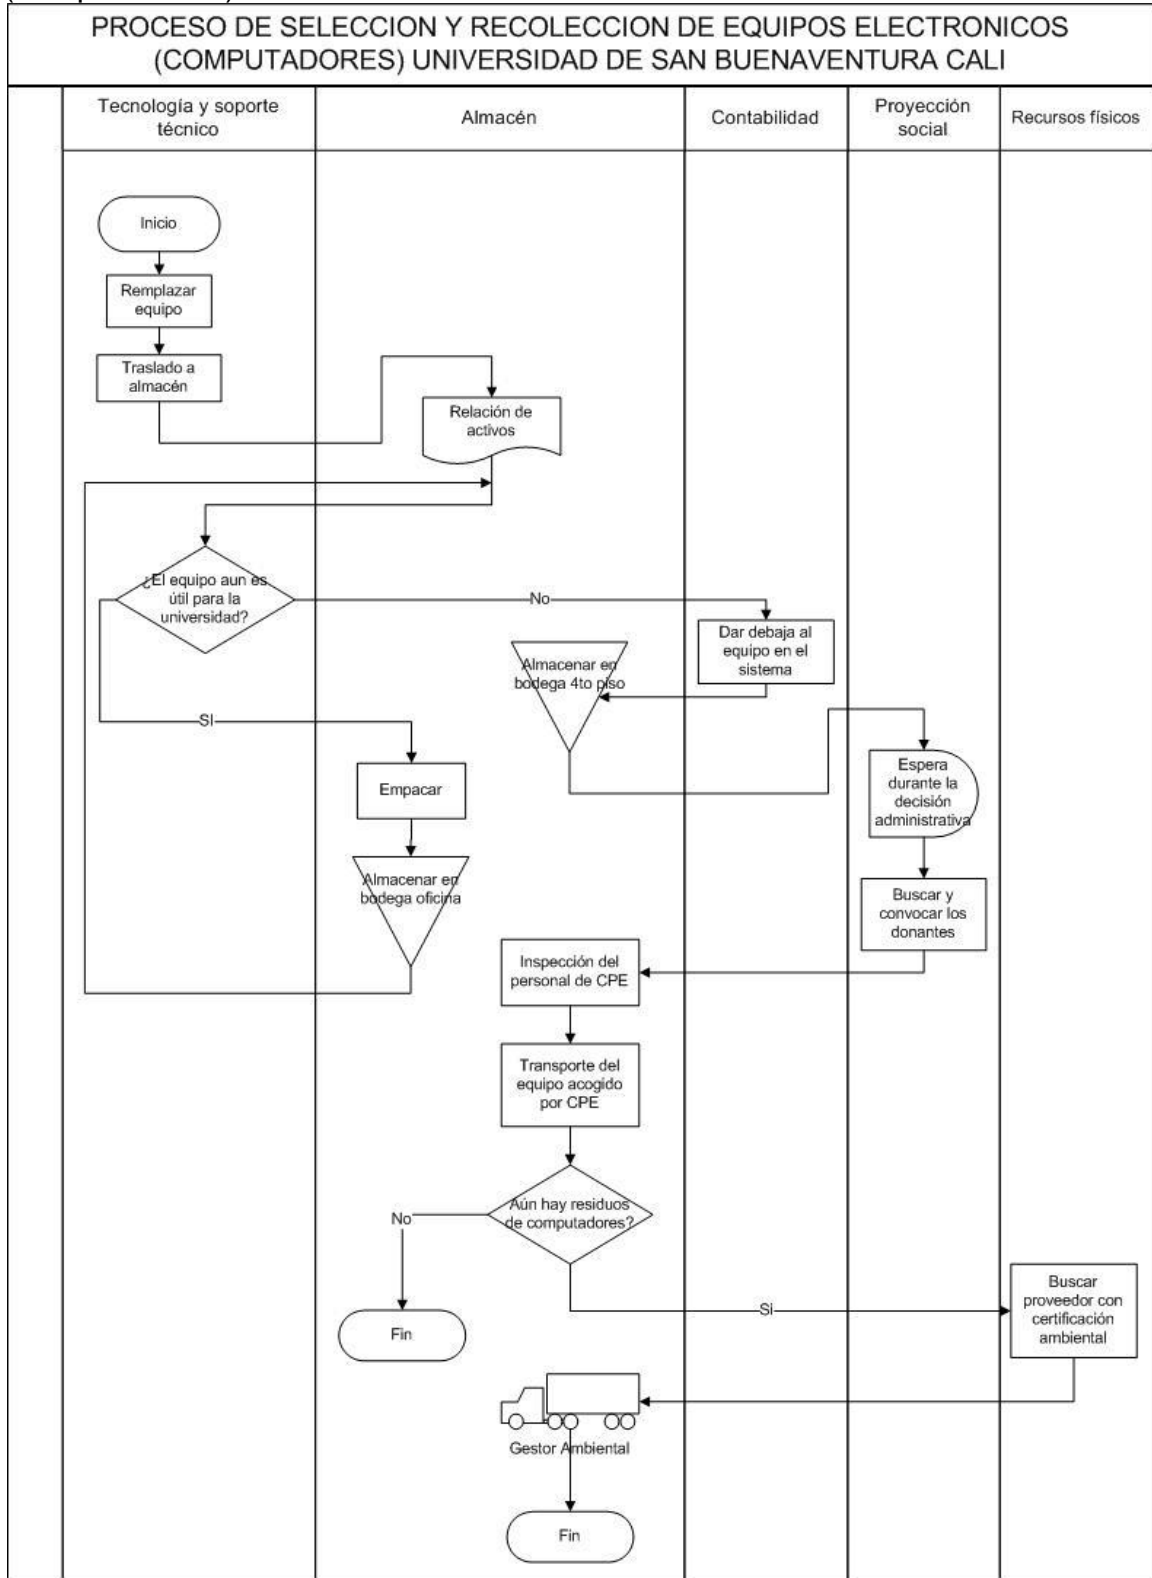 PROCESO DE SELECCION Y RECOLECCION DE EQUIPOS ELECTRONICOS
(COMPUTADORES) UNIVERSIDAD DE SAN BUENAVENTURA CALI
Tecnología y soporte
técnico
Almacén
Contabilidad
Proyección
social
Recursos físicos
Inicio
Remplazar
equipo
Traslado a
almacén
Relación de
activos
¿El equipo aun es
útil para la
universidad?
No
Dar debaja al
equipo en el
sistema
Almacenar en
bodega 4to piso
SI
Empacar
Espera
durante la
decisión
administrativa
Almacenar en
bodega oficina
Buscar y
convocar los
donantes
Inspección del
personal de CPE
Transporte del
equipo acogido
por CPE
Aún hay residuos
de computadores?
No
Si
Buscar
proveedor con
certificación
ambiental
Fin
Gestor Ambiental
Fin